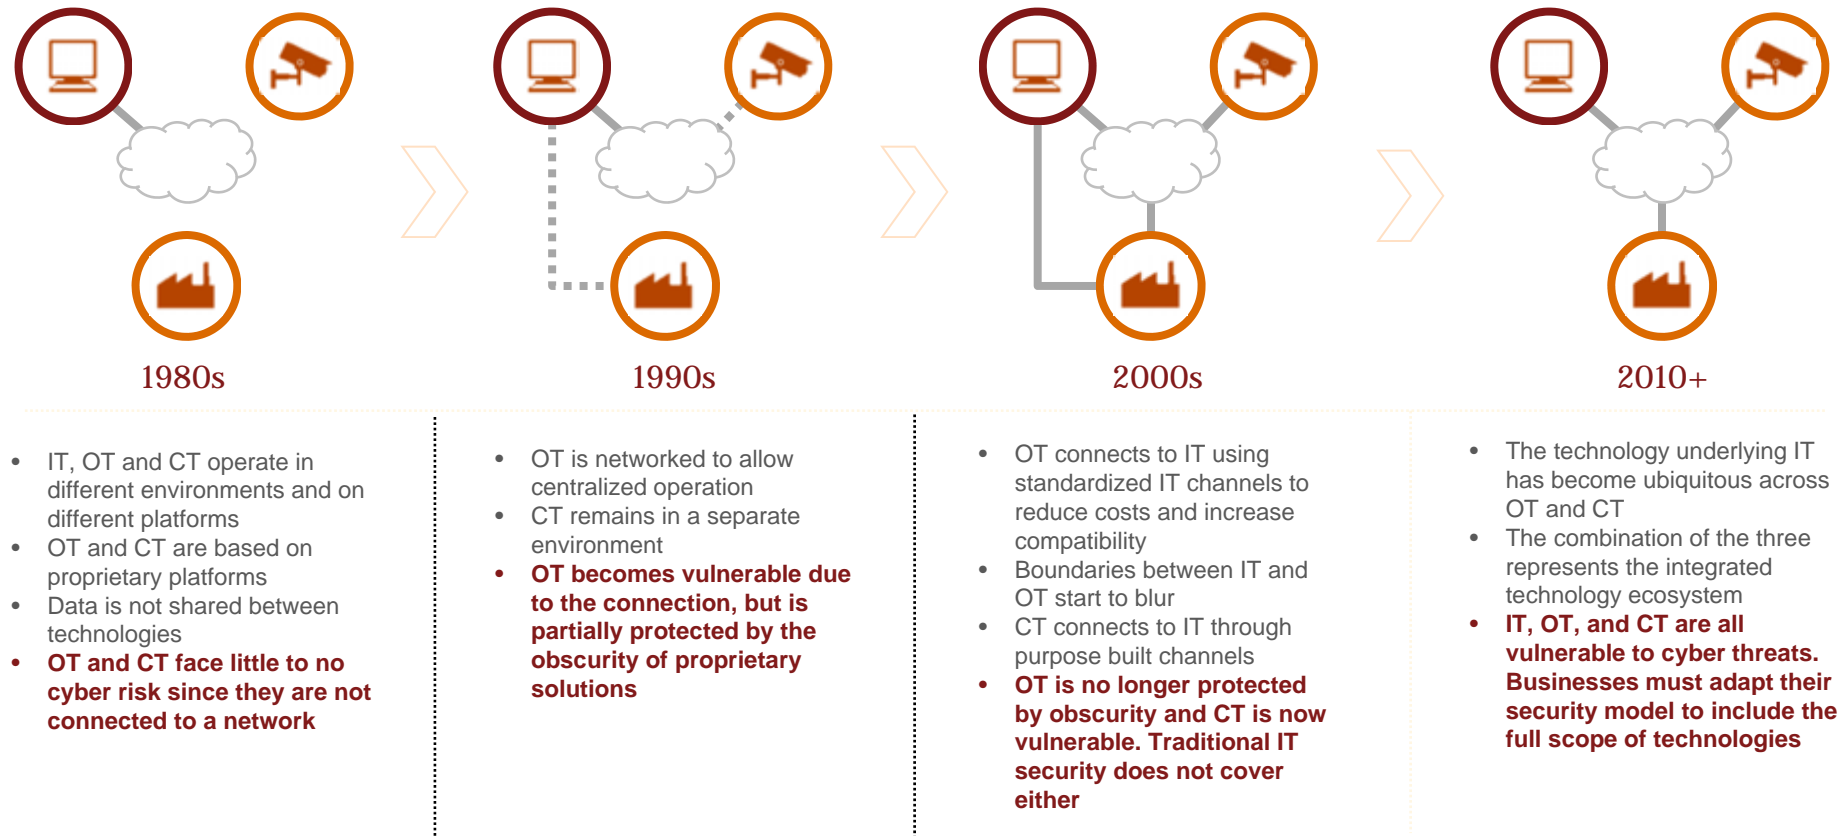 1980s
• IT, OT and CT operate in
different environments and on
different platforms
• OT and CT are based on
proprietary platforms
• Data is not shared between
technologies
• OT and CT face little to no
cyber risk since they are not
connected to a network
1990s
• OT is networked to allow
centralized operation
• CT remains in a separate
environment
• OT becomes vulnerable due
to the connection, but is
partially protected by the
obscurity of proprietary
solutions
2000s
• OT connects to IT using
standardized IT channels to
reduce costs and increase
compatibility
• Boundaries between IT and
OT start to blur
• CT connects to IT through
purpose built channels
• OT is no longer protected
by obscurity and CT is now
vulnerable. Traditional IT
security does not cover
either
2010+
• The technology underlying IT
has become ubiquitous across
OT and CT
• The combination of the three
represents the integrated
technology ecosystem
• IT, OT, and CT are all
vulnerable to cyber threats.
Businesses must adapt their
security model to include the
full scope of technologies